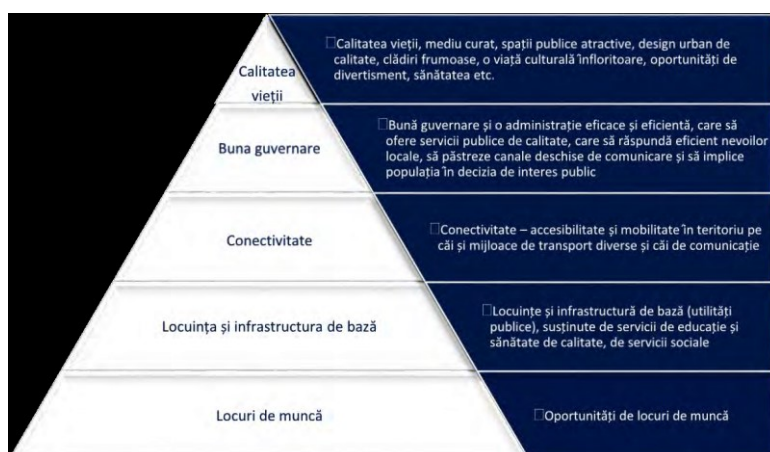 Calitatea
vieții
□Calitatea vieții, mediu curat, spații publice atractive, design urban de
calitate, clădiri frumoase, o viață culturală înfloritoare, oportunități de
divertisment, sănătatea etc.
Buna guvernare
□Bună guvernare și o administrație eficace și eficientă, care să
ofere servicii publice de calitate, care să răspundă eficient nevoilor
locale, să păstreze canale deschise de comunicare și să implice
populația în decizia de interes public
Conectivitate
□Conectivitate – accesibilitate și mobilitate în teritoriu pe
căi și mijloace de transport diverse și căi de comunicație
Locuința și infrastructura de bază
□Locuințe și infrastructură de bază (utilități
publice), susținute de servicii de educație și
sănătate de calitate, de servicii sociale
Locuri de muncă
□Oportunități de locuri de muncă